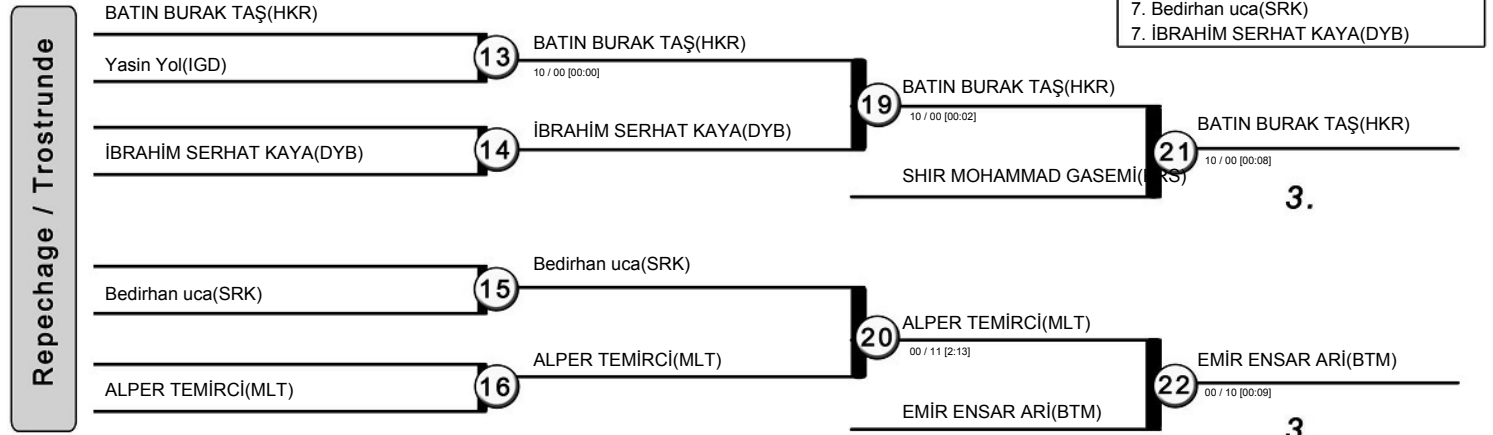 Repechage / Trostrunde
7. Bedirhan uca(SRK)
7. İBRAHİM SERHAT KAYA(DYB)
BATIN BURAK TAŞ(HKR)
Yasin Yol(IGD)
13
BATIN BURAK TAŞ(HKR)
10 / 00 [00:00]
İBRAHİM SERHAT KAYA(DYB)
14
İBRAHİM SERHAT KAYA(DYB)
19
BATIN BURAK TAŞ(HKR)
10 / 00 [00:02]
SHIR MOHAMMAD GASEMİ(
21
BATIN BURAK TAŞ(HKR)
10 / 00 [00:08]
3.
Bedirhan uca(SRK)
15
Bedirhan uca(SRK)
ALPER TEMİRCİ(MLT)
16
ALPER TEMİRCİ(MLT)
20
ALPER TEMİRCİ(MLT)
00 / 11 [2:13]
EMİR ENSAR ARİ(BTM)
22
EMİR ENSAR ARİ(BTM)
00 / 10 [00:09]
3